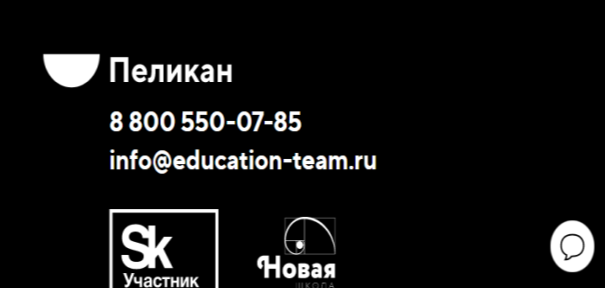 Пеликан
8 800 550-07-85
info@education-team.ru
Sk
Участник
Новая
ШКОЛА